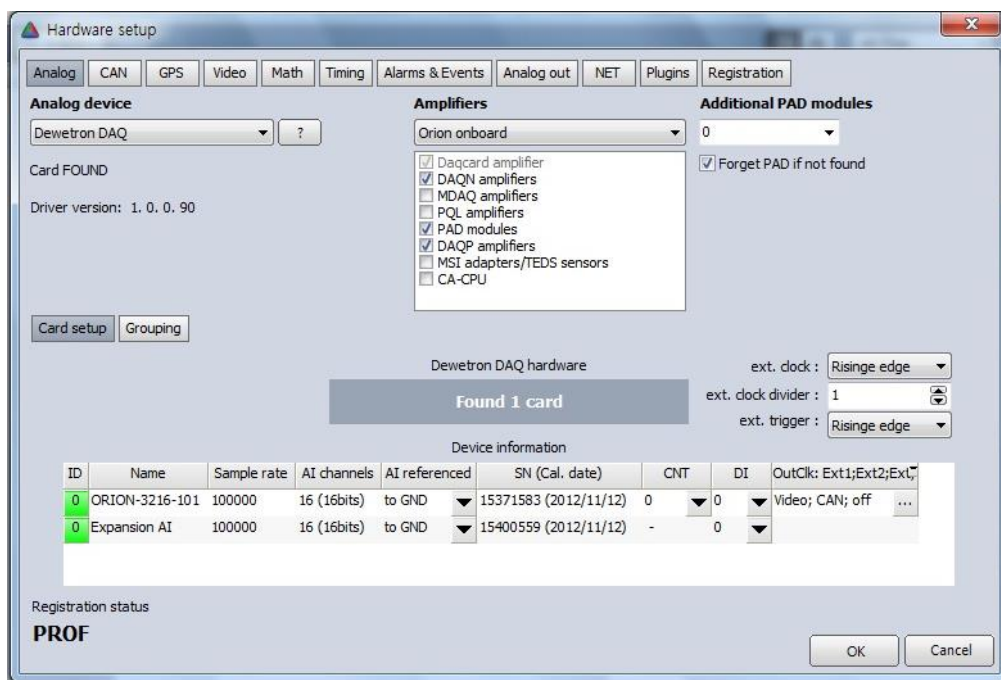 Hardware setup
Analog CAN GPS Video Math Timing Alarms & Events Analog out NET Plugins Registration
Analog device Amplifiers Additional PAD modules
Dewetron DAQ ? Orion onboard 0
Card FOUND
Driver version: 1. 0. 0. 90
Daqcard amplifier
DAQN amplifiers
MDAQ amplifiers
PQL amplifiers
PAD modules
DAQP amplifiers
MSI adapters/TEDS sensors
CA-CPU
Forget PAD if not found
Card setup Grouping
Dewetron DAQ hardware
Found 1 card
ext. clock : Risinge edge
ext. clock divider : 1
ext. trigger : Risinge edge
Device information
ID Name Sample rate AI channels AI referenced SN (Cal. date) CNT DI OutClk: Ext1;Ext2;Ext
0 ORION-3216-101 100000 16 (16bits) to GND 15371583 (2012/11/12) 0 0 Video; CAN; off ...
0 Expansion AI 100000 16 (16bits) to GND 15400559 (2012/11/12) - 0
Registration status
PROF
OK Cancel